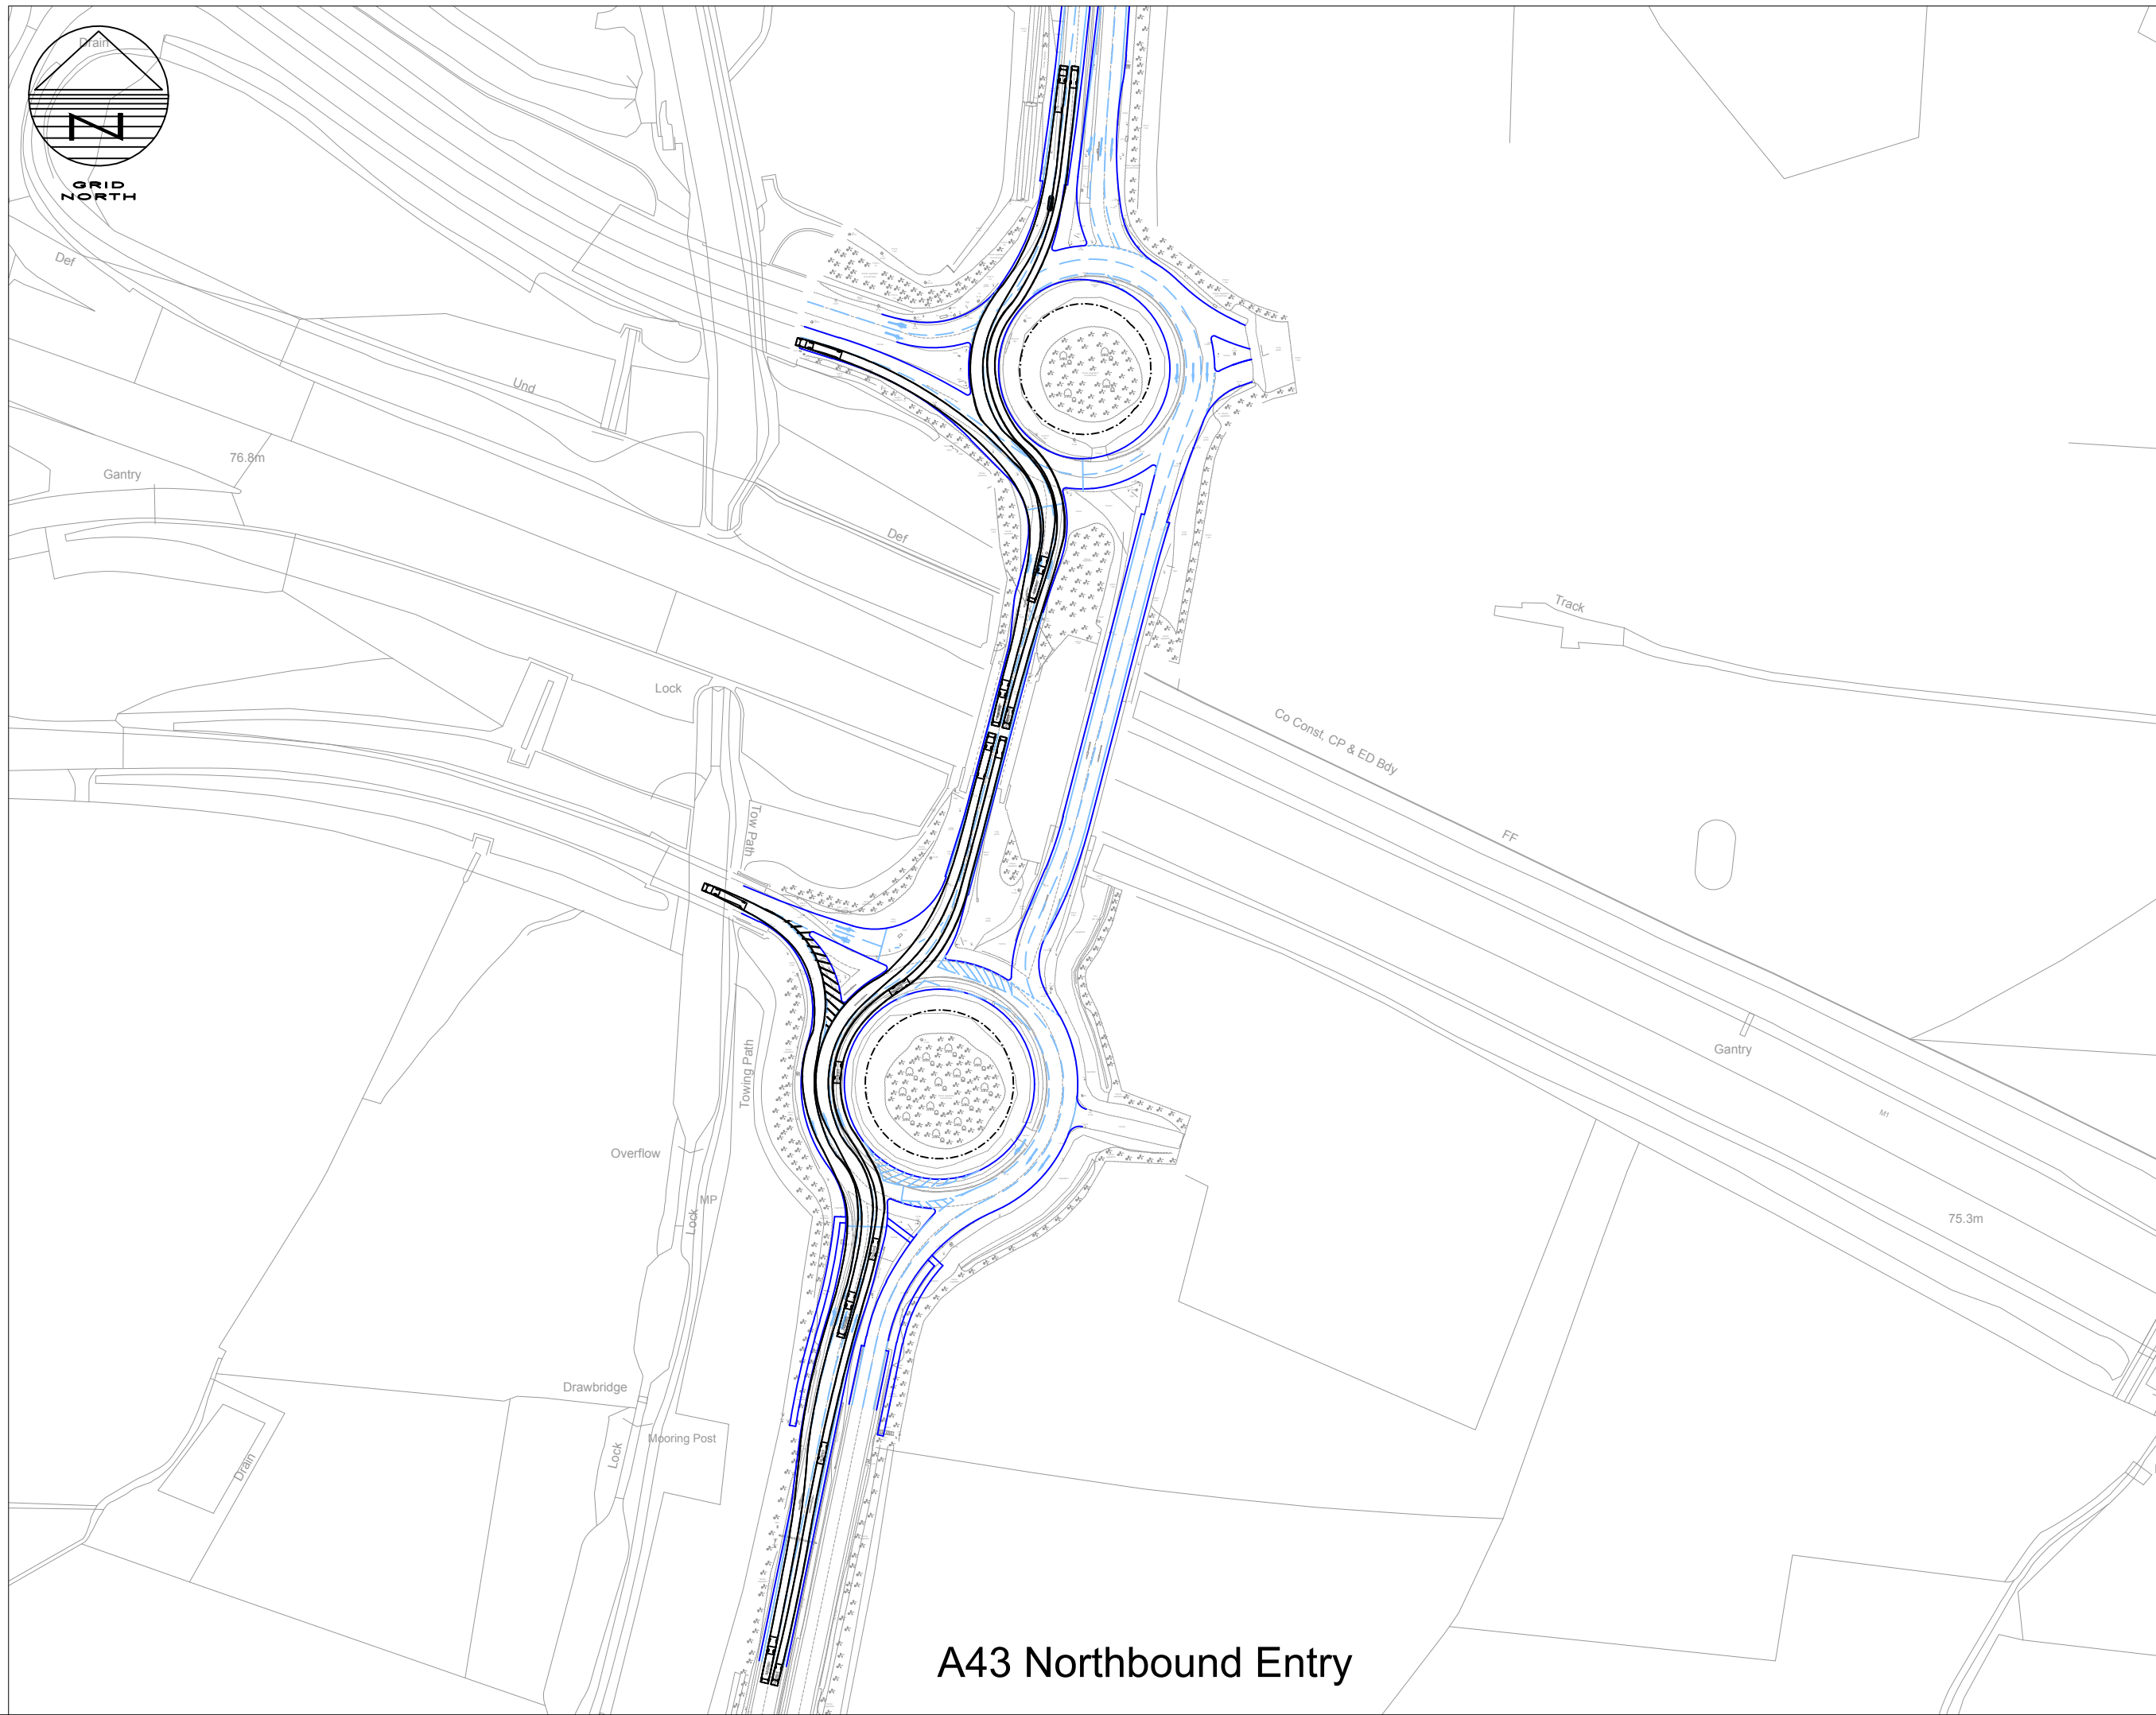 Drain
N
GRID
NORTH
Def
Und
76.8m
Gantry
Def
Track
Lock
Co Const, CP & ED Bdy
Tow Path
FF
Gantry
M1
Towing Path
Overflow
MP
Lock
75.3m
Drawbridge
Mooring Post
Lock
Drain
A43 Northbound Entry